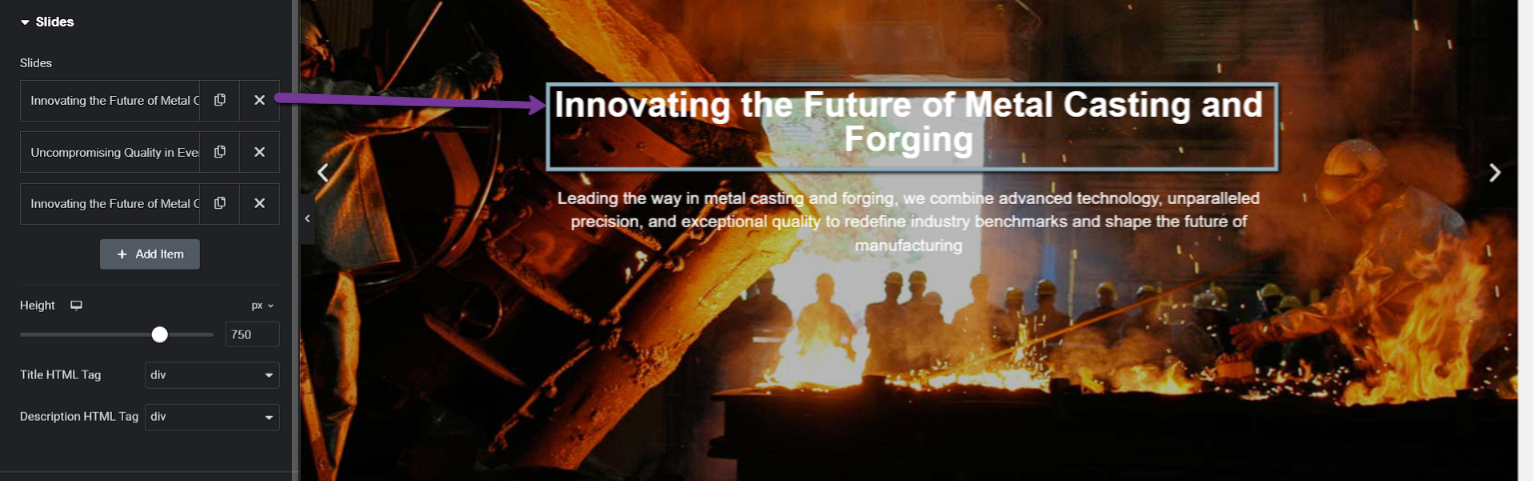 Slides
Slides
Innovating the Future of Metal C
Uncompromising Quality in Eve
Innovating the Future of Metal C
+ Add Item
Height
px
750
Title HTML Tag
div
Description HTML Tag
div
Innovating the Future of Metal Casting and
Forging
Leading the way in metal casting and forging, we combine advanced technology, unparalleled
precision, and exceptional quality to redefine industry benchmarks and shape the future of
manufacturing